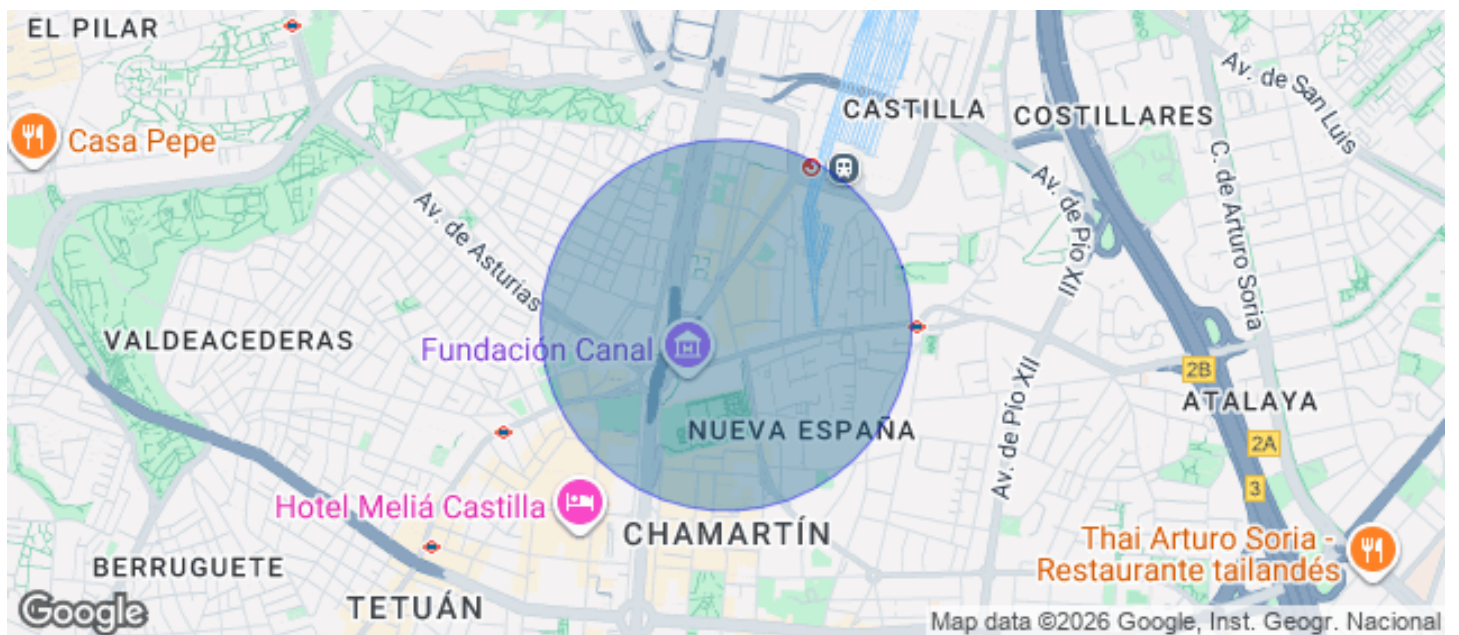 EL PILAR
Casa Pepe
CASTILLA
COSTILLARES
Av. de San Luis
Av. de Asturias
Av. de Pío XII
C. de Arturo Soria
VALDEACEDERAS
Fundación Canal
2B
ATALAYA
NUEVA ESPAÑA
Av. de Pío XII
2A
3
Hotel Meliá Castilla
CHAMARTÍN
Thai Arturo Soria -
Restaurante tailandés
BERRUGUETE
TETUÁN
Google
Map data ©2026 Google, Inst. Geogr. Nacional